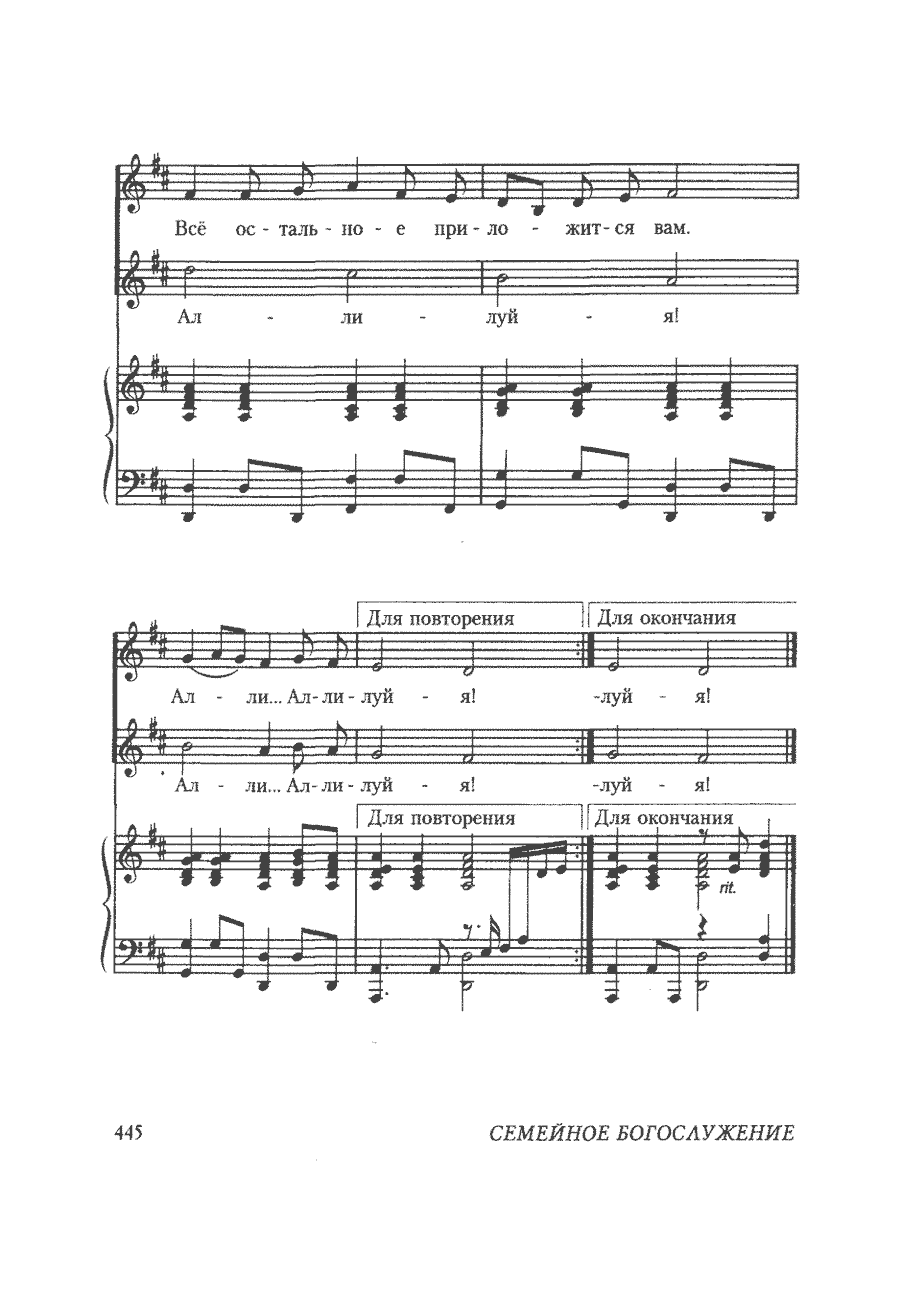 Всё ос - таль - но - е при - ло - жит - ся вам.
Ал - ли - луй - я!
Для повторения Для окончания
Ал - ли... Ал - ли - луй - я! -луй - я!
Ал - ли... Ал - ли - луй - я! -луй - я!
Для повторения Для окончания
rit.
445 СЕМЕЙНОЕ БОГОСЛУЖЕНИЕ